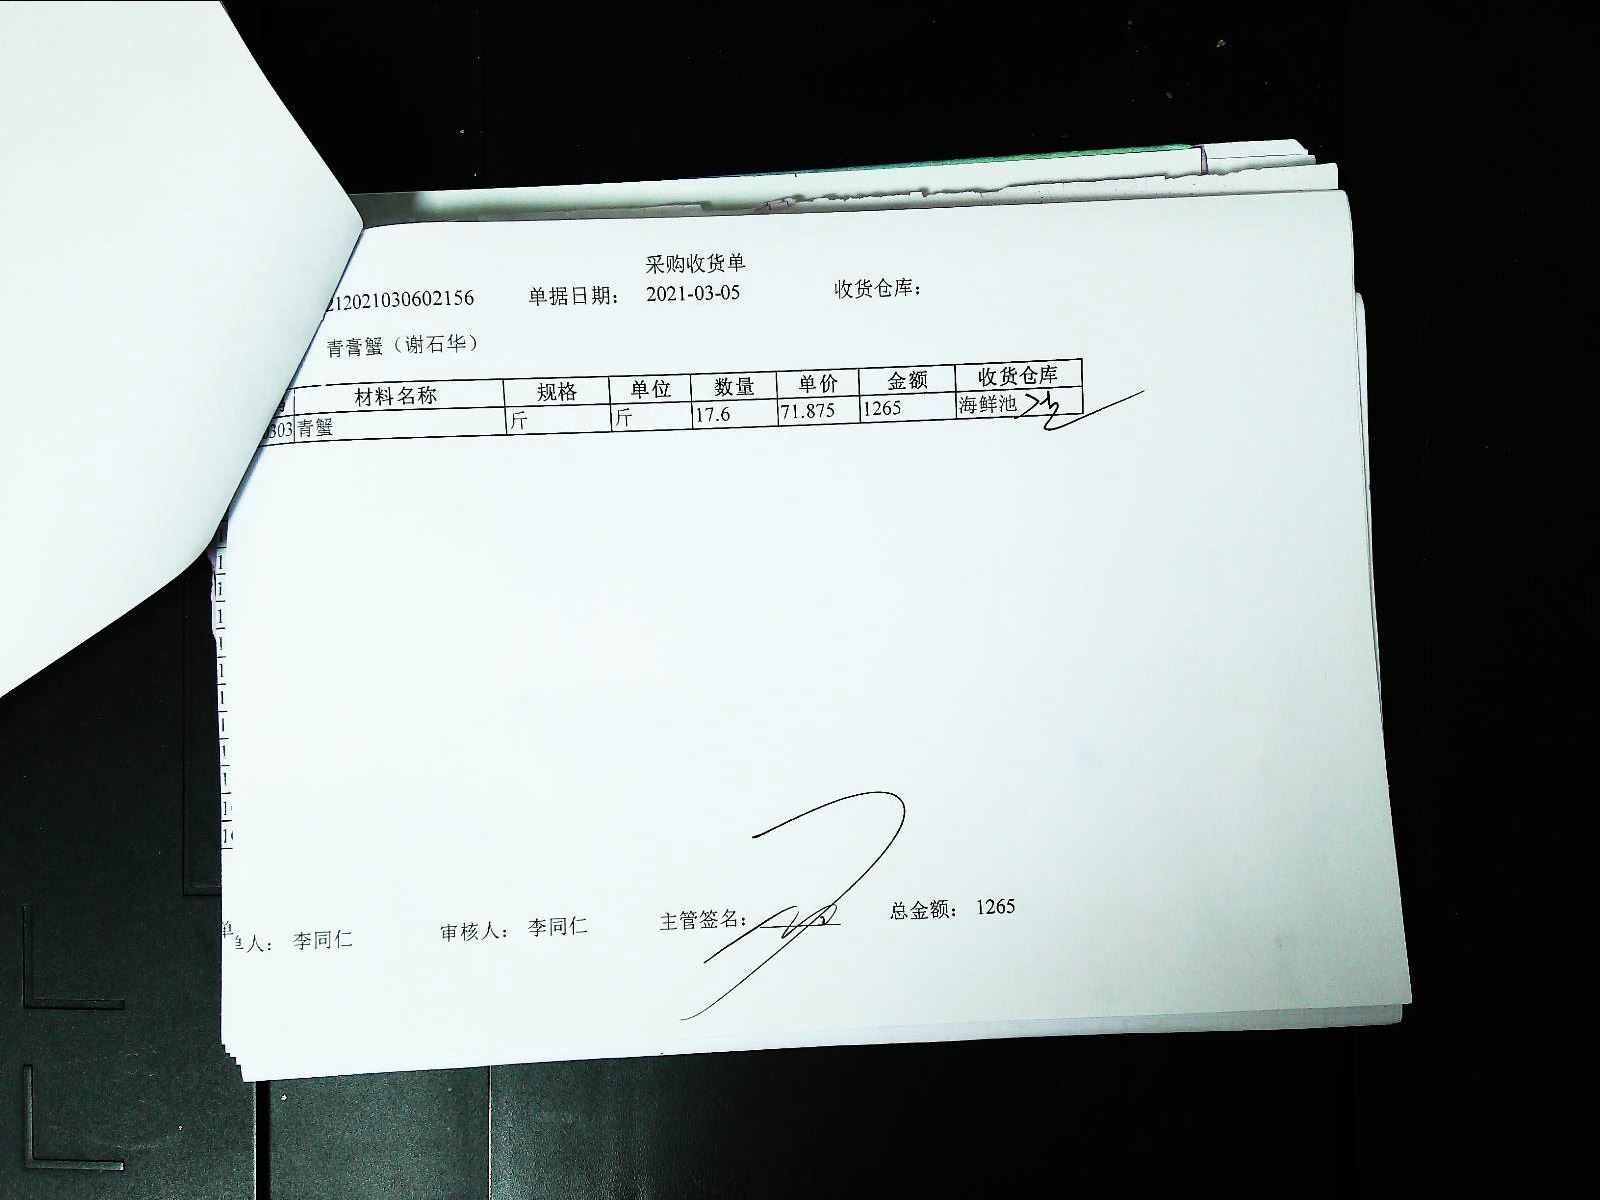 采购收货单
212021030602156 单据日期： 2021-03-05 收货仓库：
青膏蟹（谢石华）
材料名称 规格 单位 数量 单价 金额 收货仓库
303 青蟹 斤 斤 17.6 71.875 1265 海鲜池
单人： 李同仁 审核人： 李同仁 主管签名： 总金额： 1265